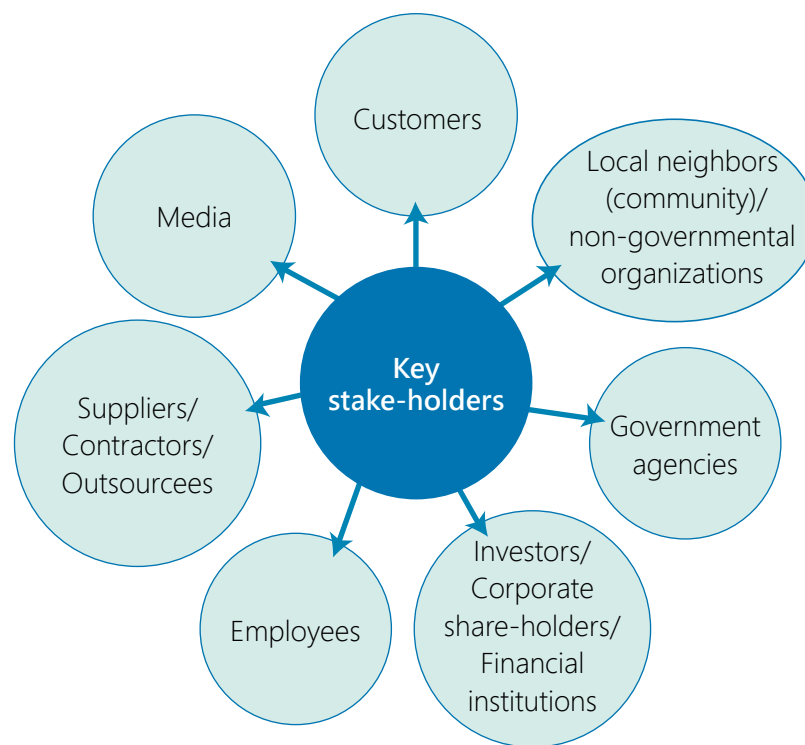 Customers
Local neighbors
(community)/
non-governmental
organizations
Media
Key
stake-holders
Suppliers/
Contractors/
Outsourcees
Government
agencies
Investors/
Corporate
share-holders/
Financial
institutions
Employees